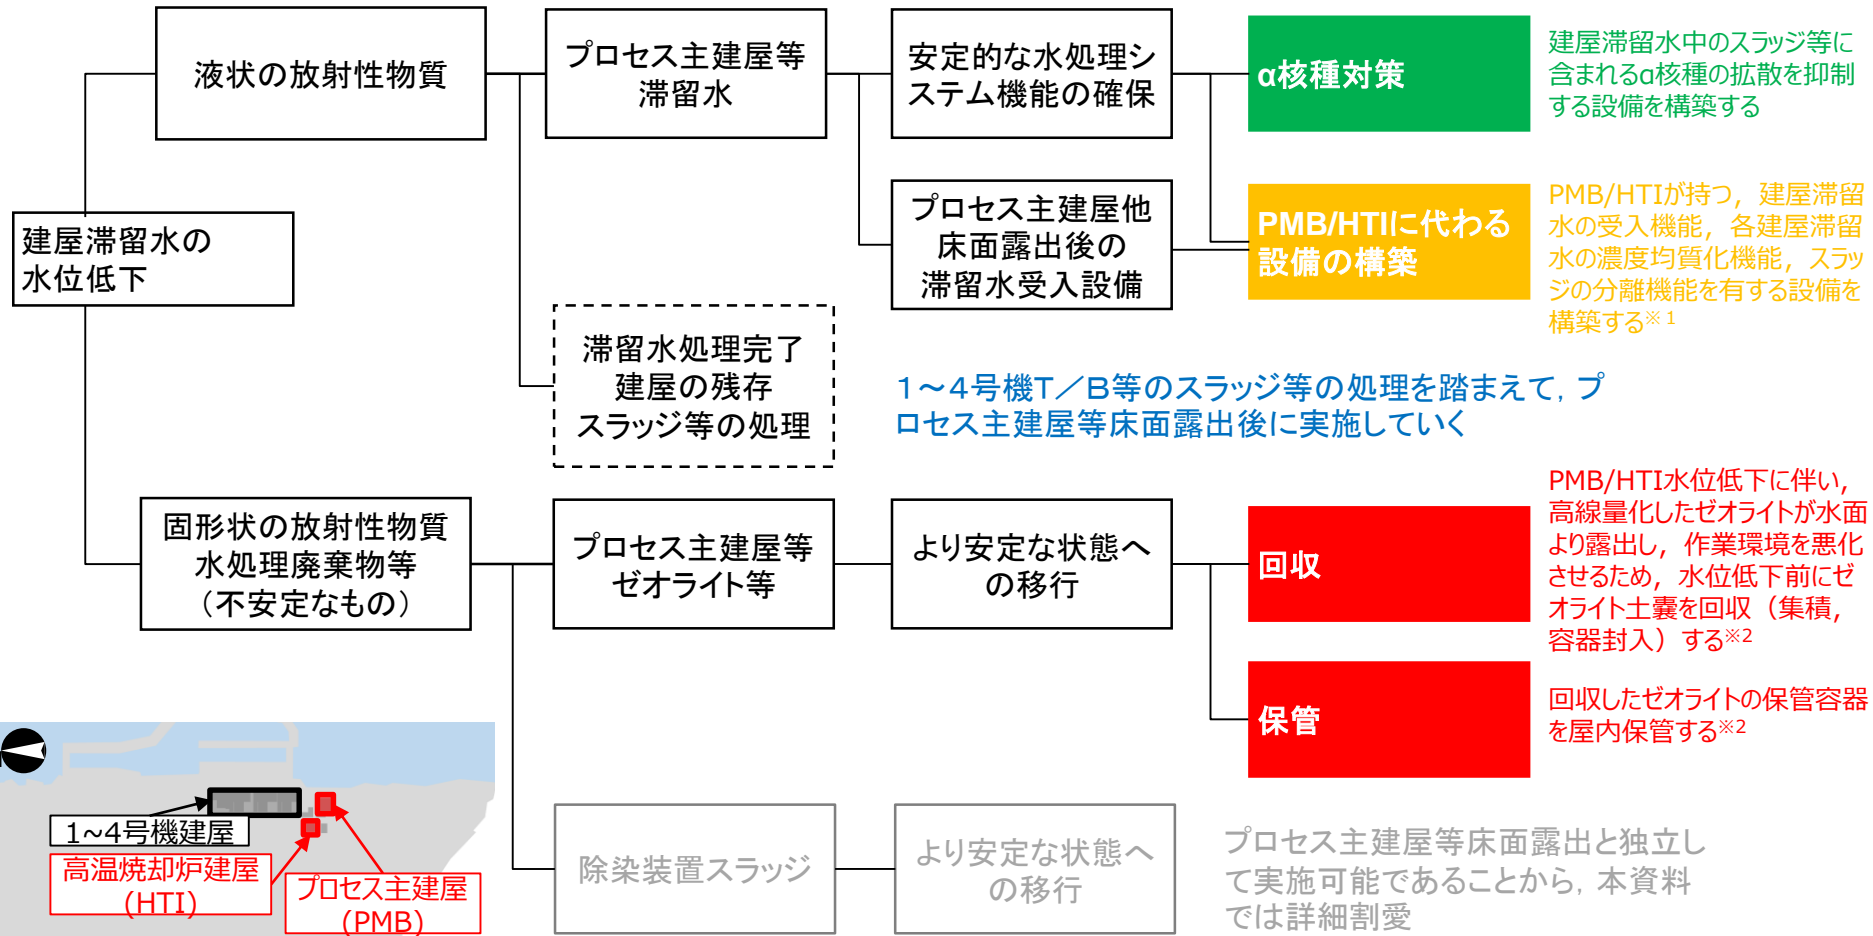 液状の放射性物質
プロセス主建屋等
滞留水
安定的な水処理シ
ステム機能の確保
α核種対策
建屋滞留水中のスラッジ等に
含まれるα核種の拡散を抑制
する設備を構築する
建屋滞留水の
水位低下
プロセス主建屋他
床面露出後の
滞留水受入設備
PMB/HTIに代わる
設備の構築
PMB/HTIが持つ，建屋滞留
水の受入機能，各建屋滞留
水の濃度均質化機能，スラッ
ジの分離機能を有する設備を
構築する※1
滞留水処理完了
建屋の残存
スラッジ等の処理
1～4号機T／B等のスラッジ等の処理を踏まえて，プ
ロセス主建屋等床面露出後に実施していく
固形状の放射性物質
水処理廃棄物等
（不安定なもの）
プロセス主建屋等
ゼオライト等
より安定な状態へ
の移行
回収
PMB/HTI水位低下に伴い，
高線量化したゼオライトが水面
より露出し，作業環境を悪化
させるため，水位低下前にゼ
オライト土嚢を回収（集積，
容器封入）する※2
保管
回収したゼオライトの保管容器
を屋内保管する※2
除染装置スラッジ
より安定な状態へ
の移行
プロセス主建屋等床面露出と独立し
て実施可能であることから，本資料
では詳細割愛
1~4号機建屋
高温焼却炉建屋
(HTI)
プロセス主建屋
(PMB)